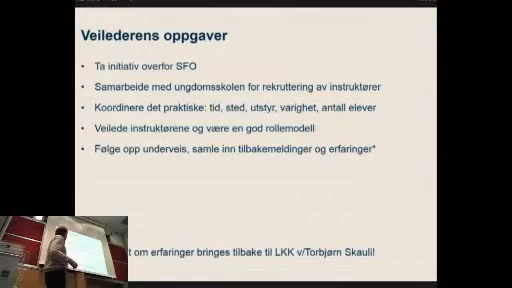 Veilederens oppgaver
• Ta initiativ overfor SFO
• Samarbeide med ungdomsskolen for rekruttering av instruktører
• Koordinere det praktiske: tid, sted, utstyr, varighet, antall elever
• Veilede instruktørene og være en god rollemodell
• Følge opp underveis, samle inn tilbakemeldinger og erfaringer*
om erfaringer bringes tilbake til LKK v/Torbjørn Skauli!